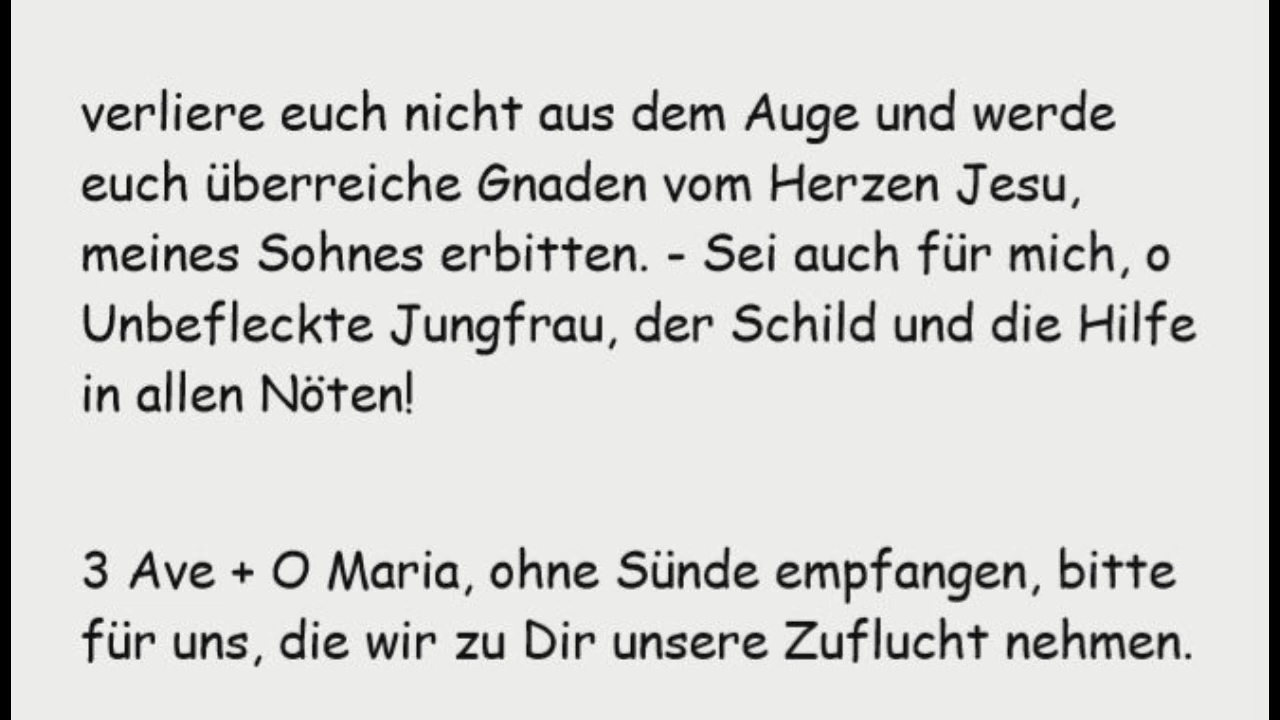 verliere euch nicht aus dem Auge und werde
euch überreiche Gnaden vom Herzen Jesu,
meines Sohnes erbitten. - Sei auch für mich, o
Unbefleckte Jungfrau, der Schild und die Hilfe
in allen Nöten!
3 Ave + O Maria, ohne Sünde empfangen, bitte
für uns, die wir zu Dir unsere Zuflucht nehmen.